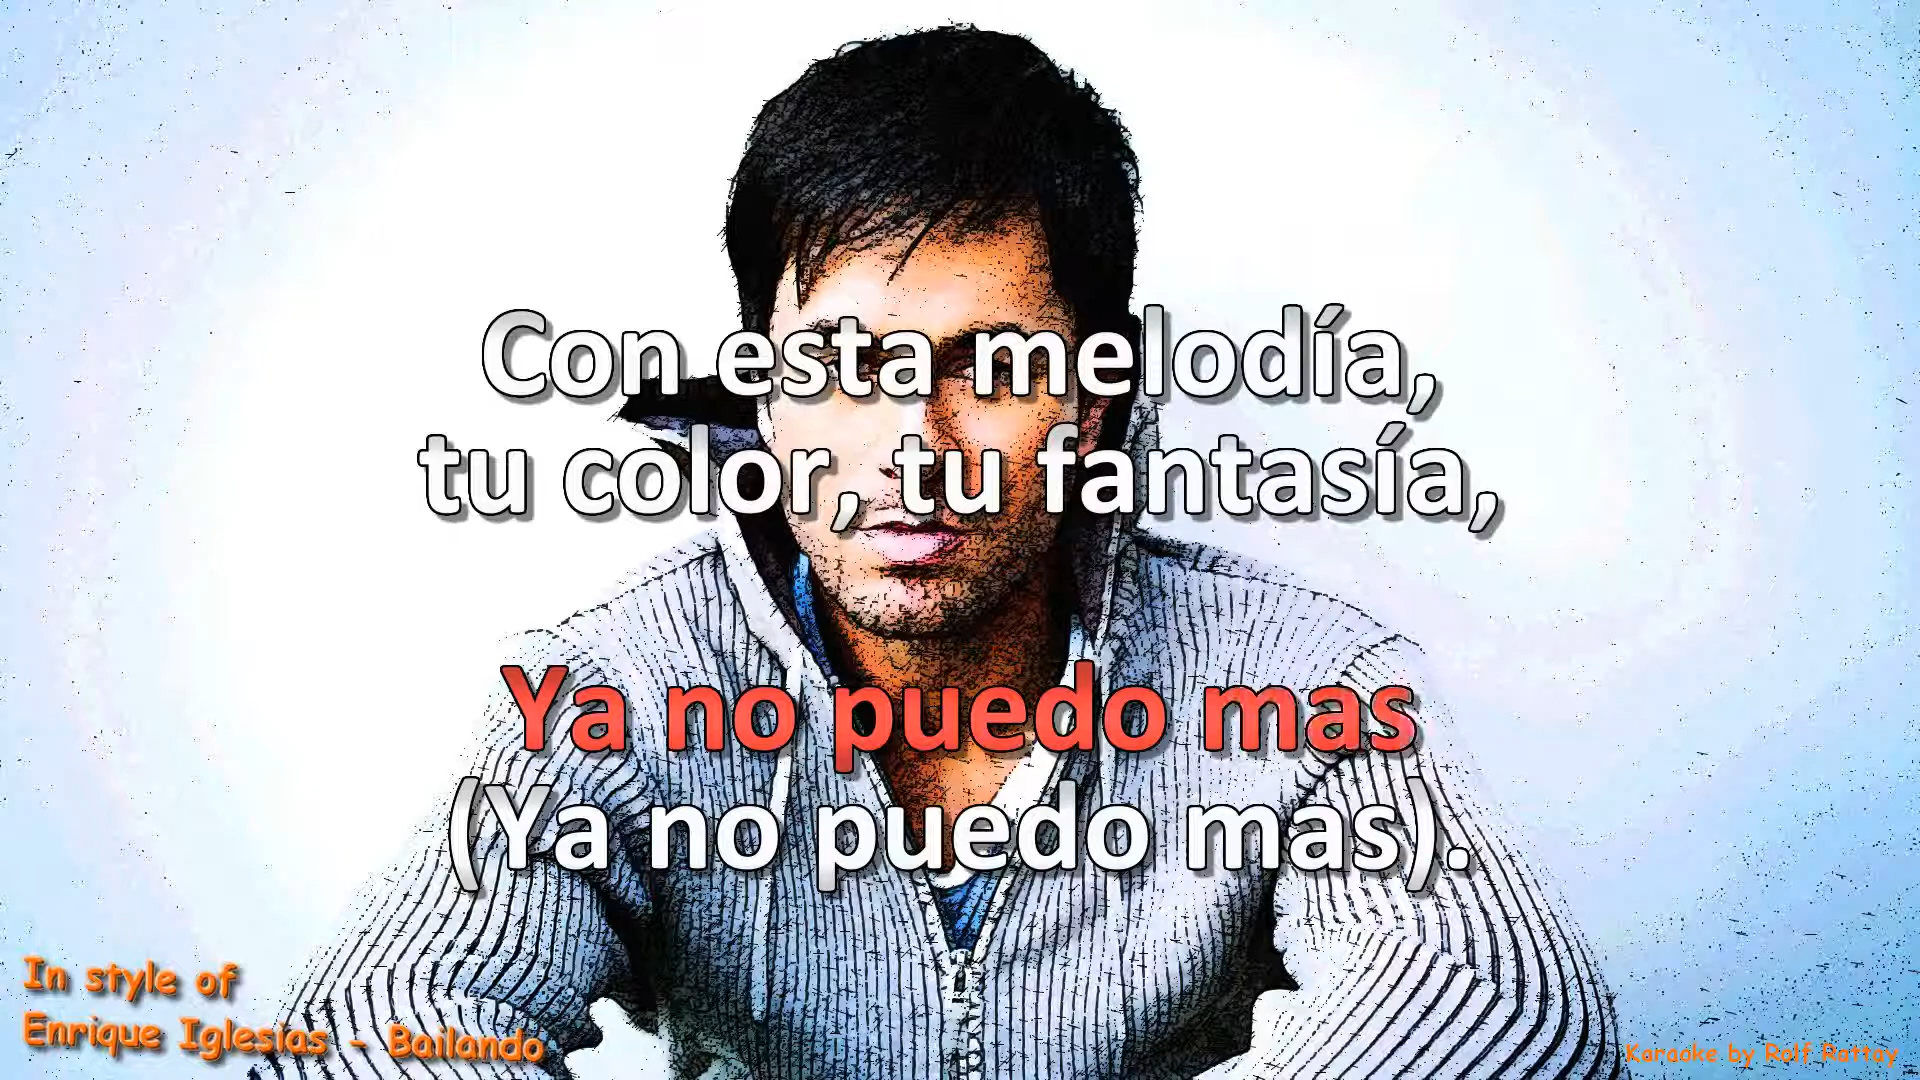 Con esta melodía,
tu color, tu fantasía,
Ya no puedo mas
(Ya no puedo mas).
In style of
Enrique Iglesias - Bailando
Karaoke by Rolf Rattay